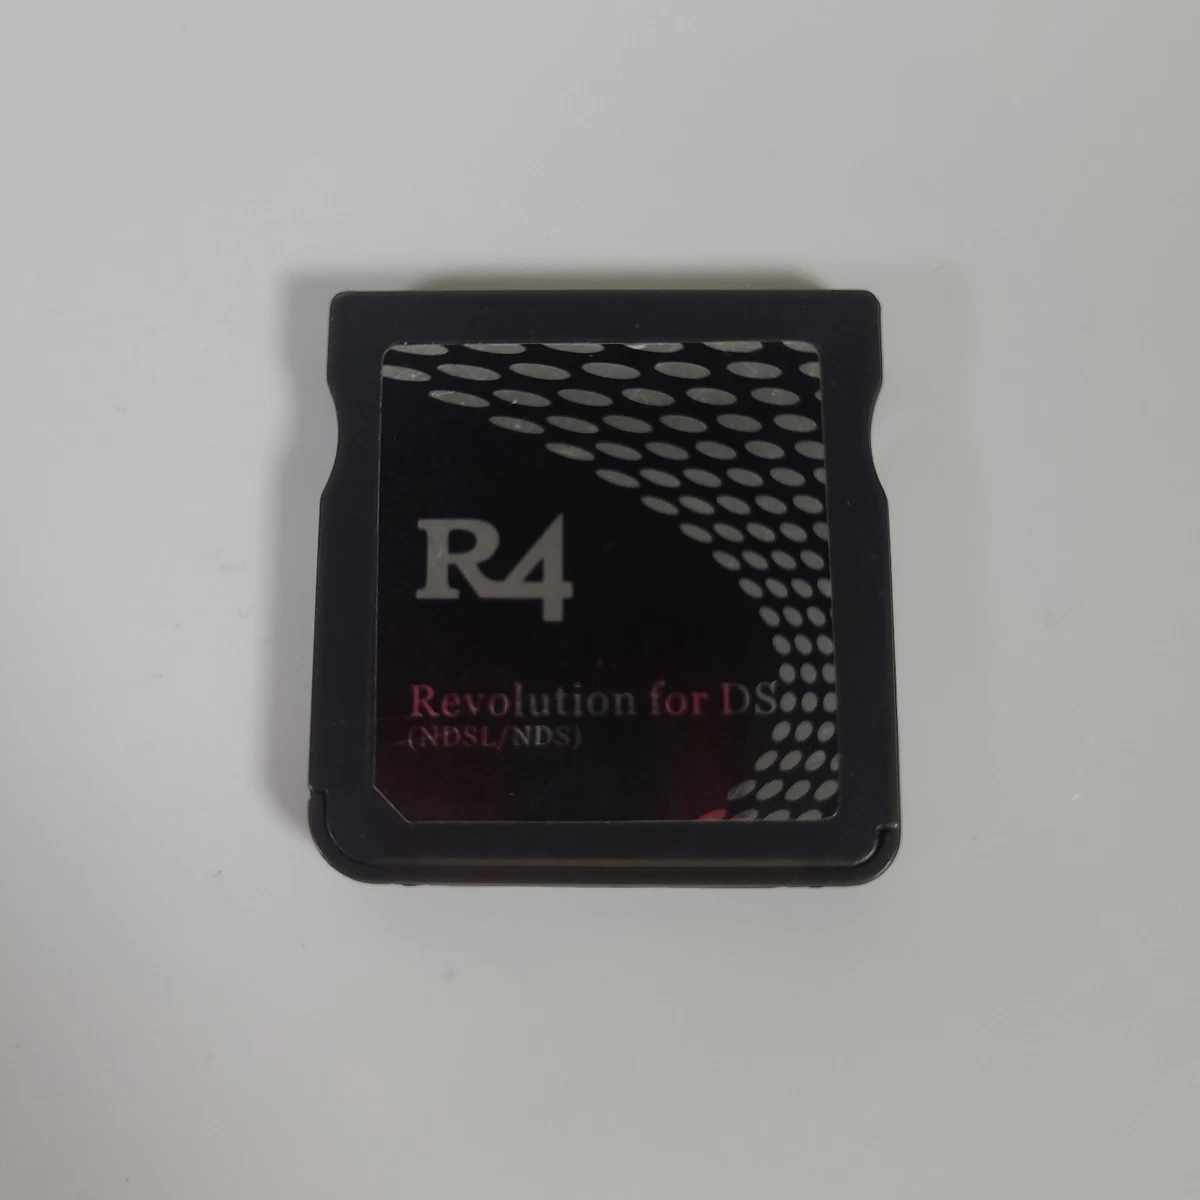 R4
Revolution for DS
(NDSL/NDS)